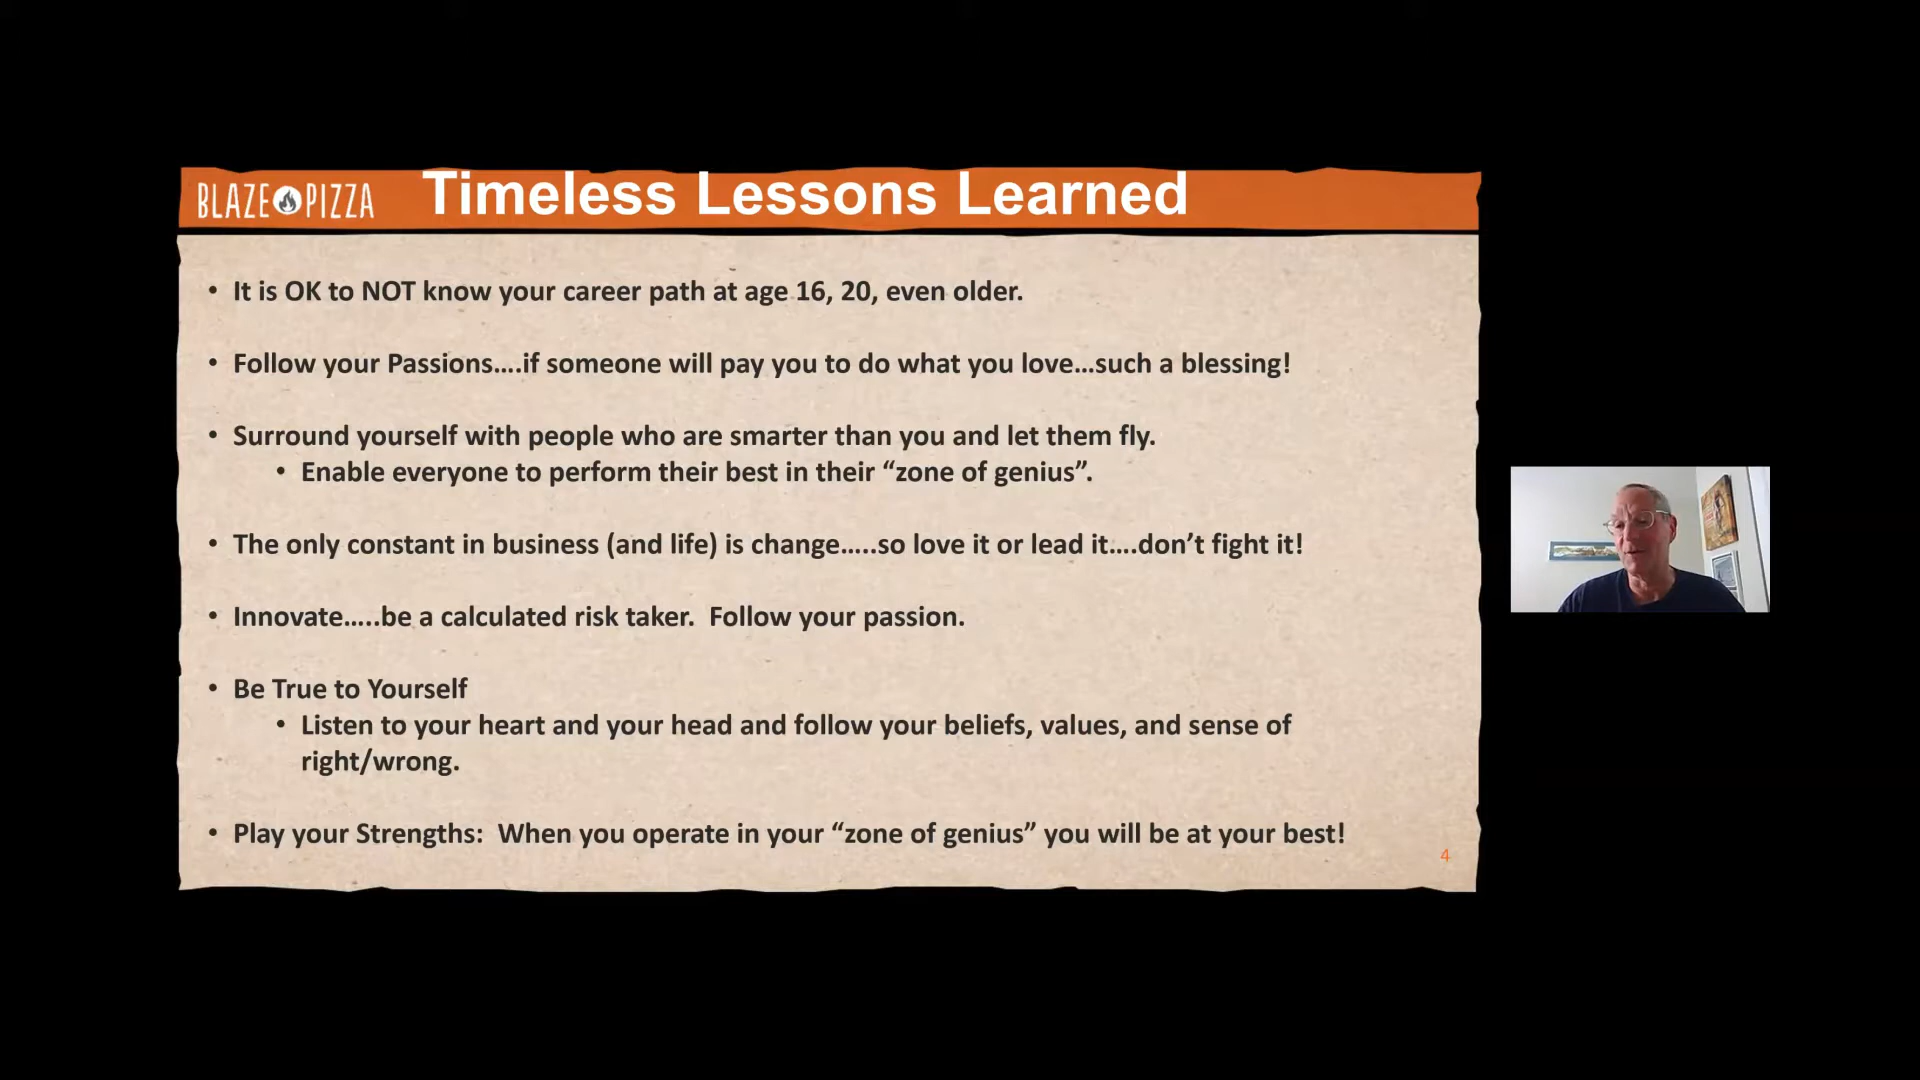 BLAZE PIZZA
Timeless Lessons Learned
• It is OK to NOT know your career path at age 16, 20, even older.
• Follow your Passions….if someone will pay you to do what you love…such a blessing!
• Surround yourself with people who are smarter than you and let them fly.
• Enable everyone to perform their best in their “zone of genius”.
• The only constant in business (and life) is change…..so love it or lead it….don’t fight it!
• Innovate…..be a calculated risk taker.  Follow your passion.
• Be True to Yourself
• Listen to your heart and your head and follow your beliefs, values, and sense of
right/wrong.
• Play your Strengths:  When you operate in your “zone of genius” you will be at your best!
4